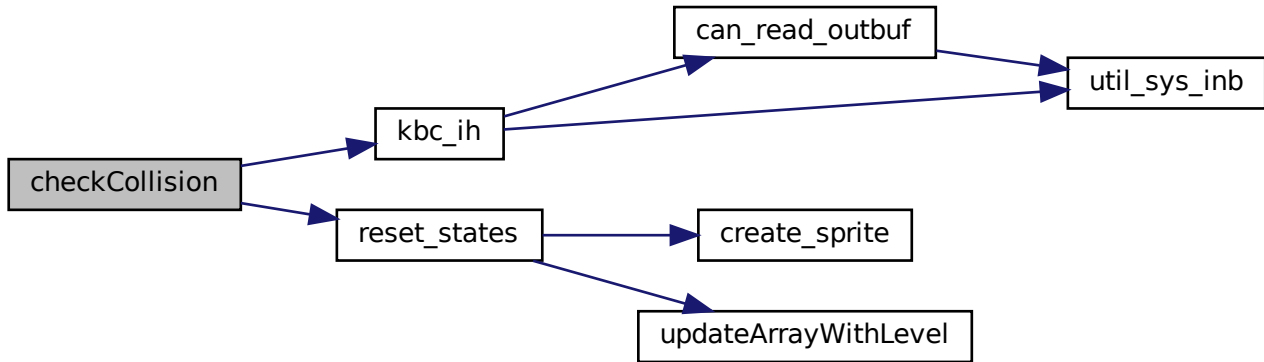 checkCollision
kbc_ih
can_read_outbuf
util_sys_inb
reset_states
create_sprite
updateArrayWithLevel